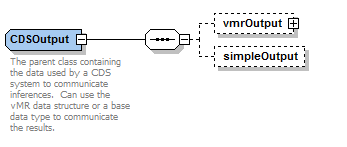 CDSOutput
The parent class containing
the data used by a CDS
system to communicate
inferences.  Can use the
vMR data structure or a base
data type to communicate
the results.
vmrOutput
simpleOutput